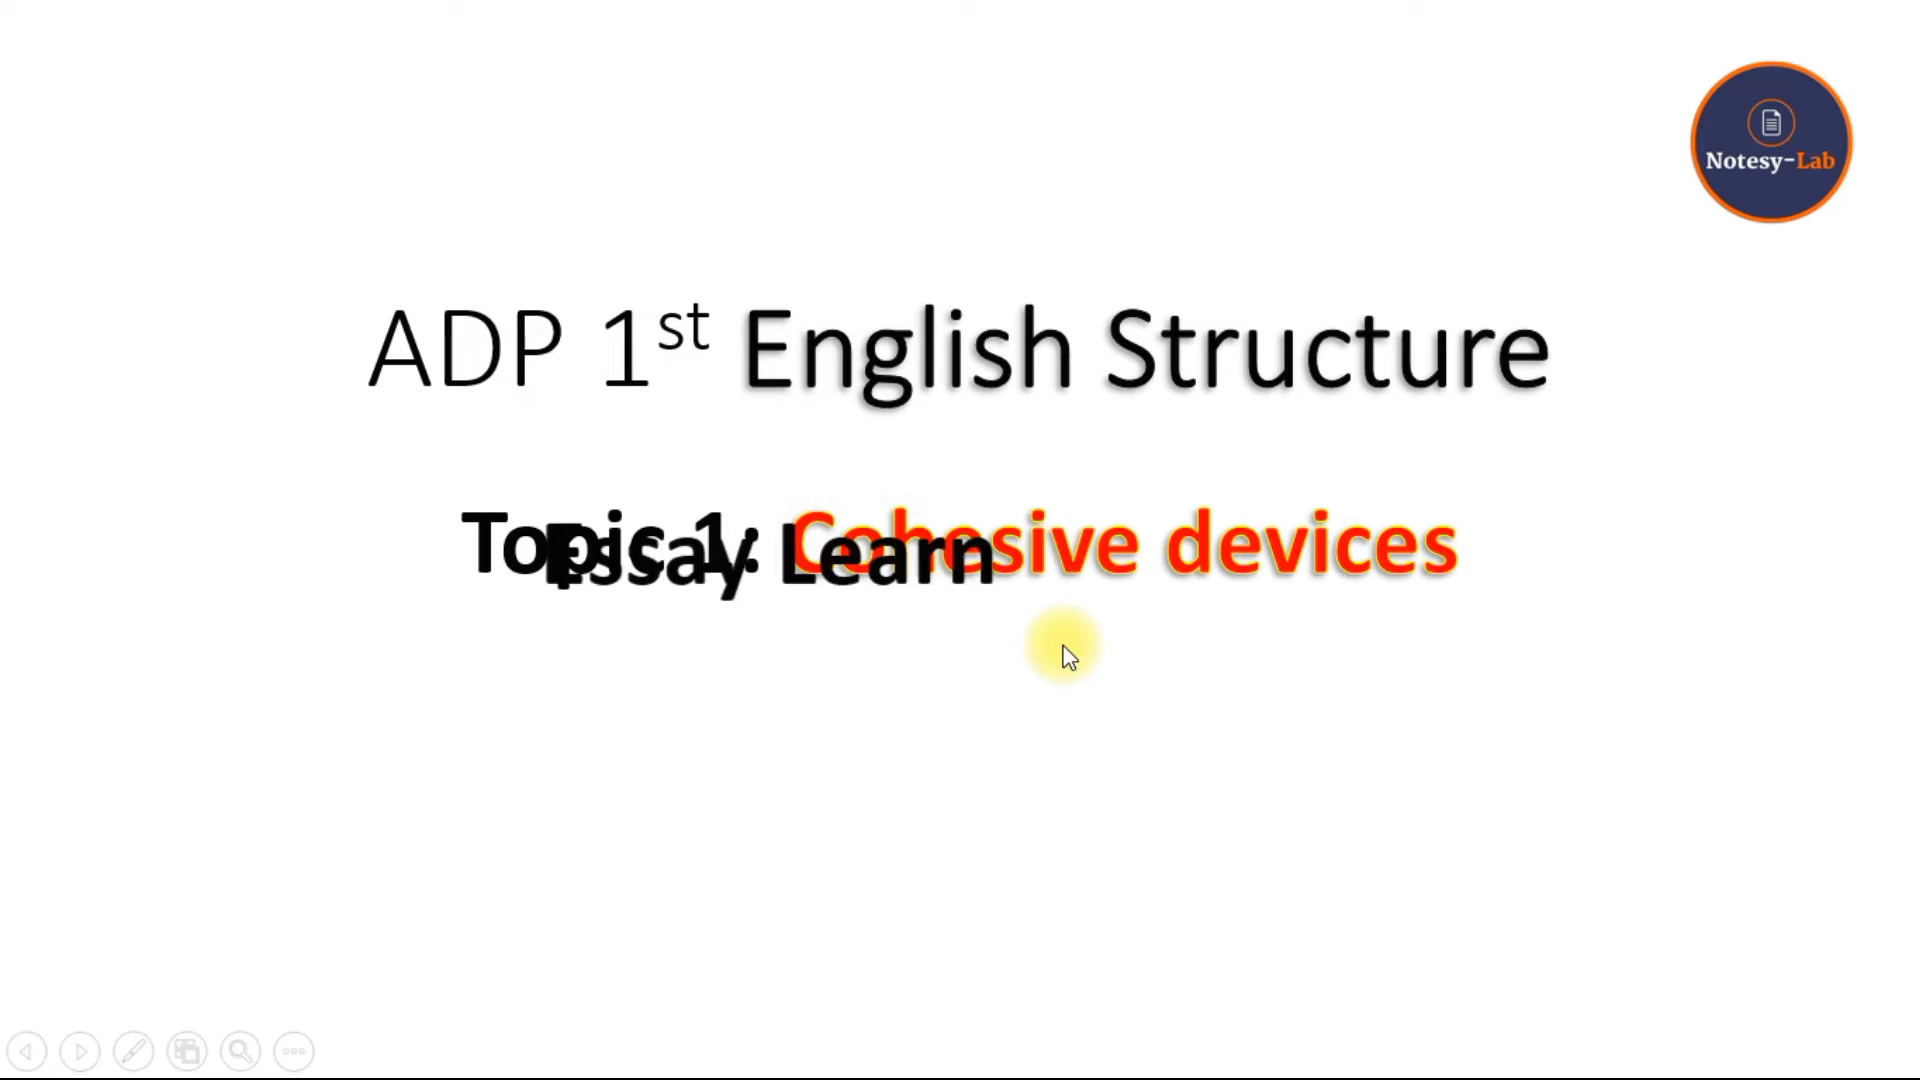 Notesy-Lab
ADP 1st English Structure
Topic 1: Cohesive devices
Essay Learn